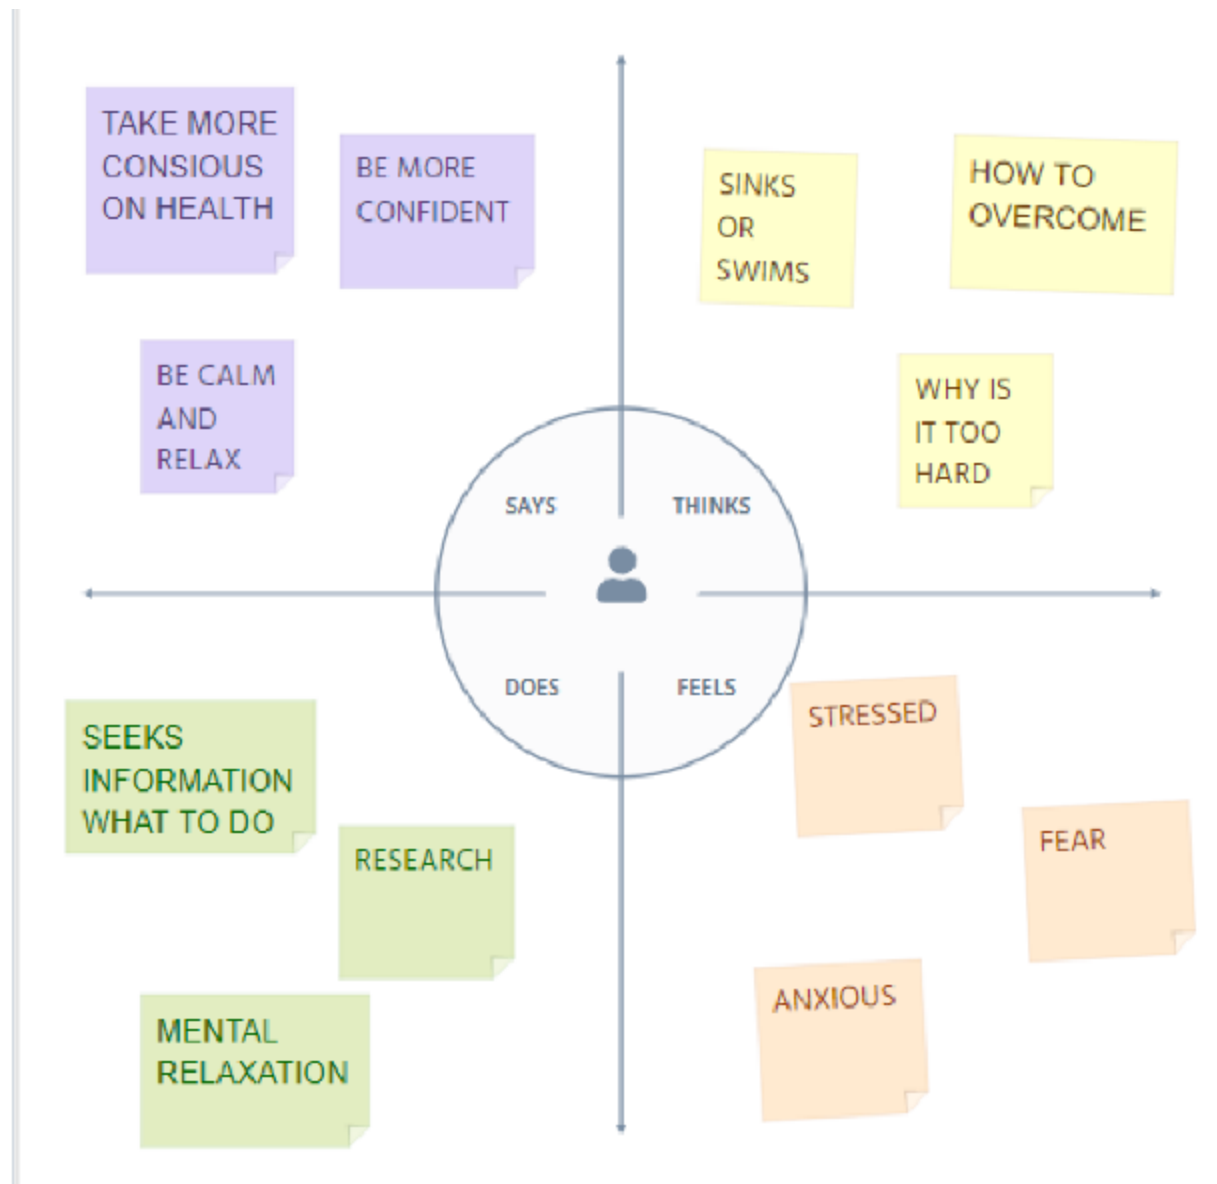 TAKE MORE
CONSIOUS
ON HEALTH
BE MORE
CONFIDENT
BE CALM
AND
RELAX
SINKS
OR
SWIMS
HOW TO
OVERCOME
WHY IS
IT TOO
HARD
SAYS
THINKS
DOES
FEELS
SEEKS
INFORMATION
WHAT TO DO
RESEARCH
MENTAL
RELAXATION
STRESSED
FEAR
ANXIOUS